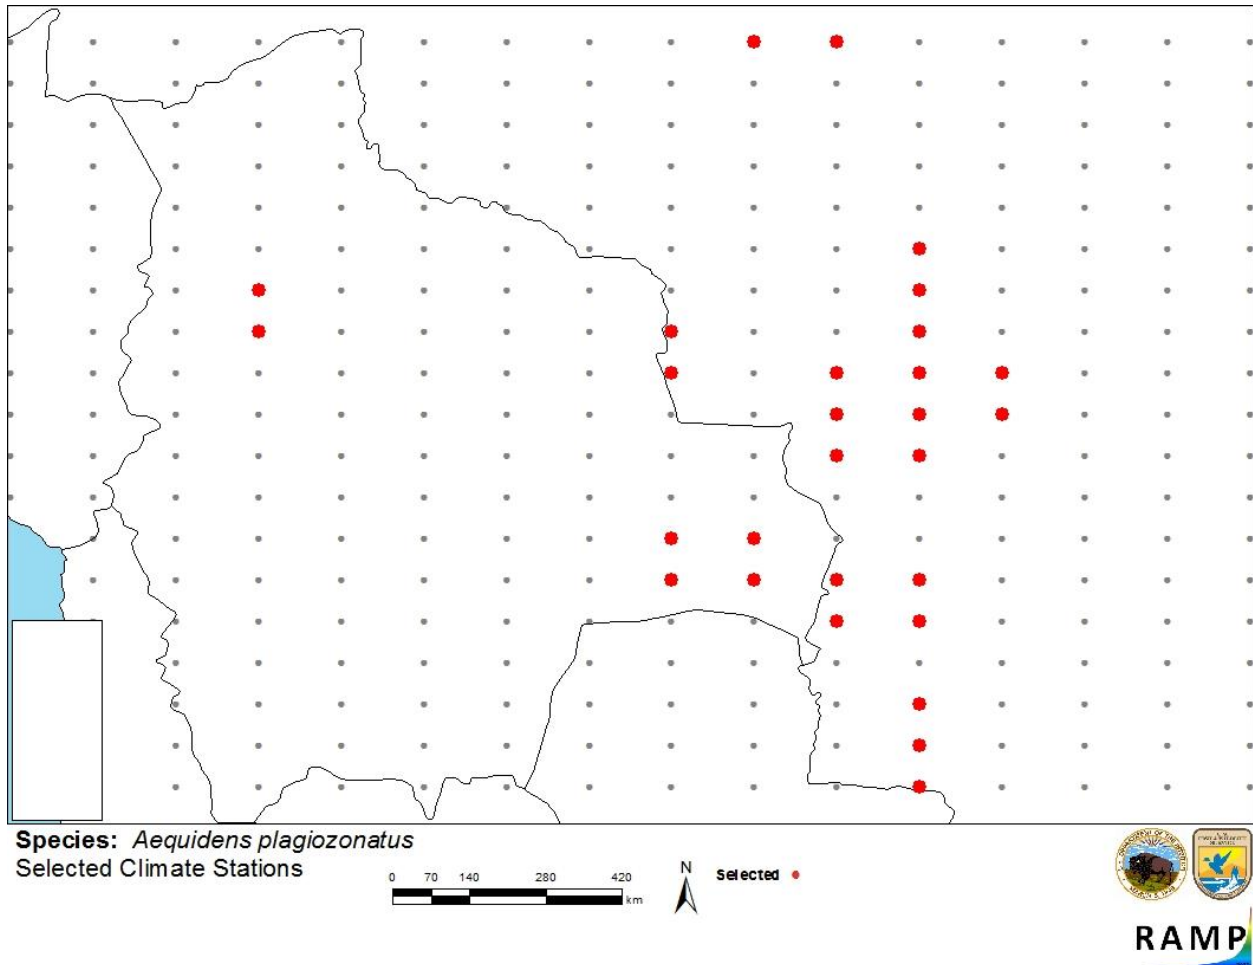 Species: Aequidens plagiozonatus
Selected Climate Stations
0 70 140 280 420 km
N
Selected
RAMP